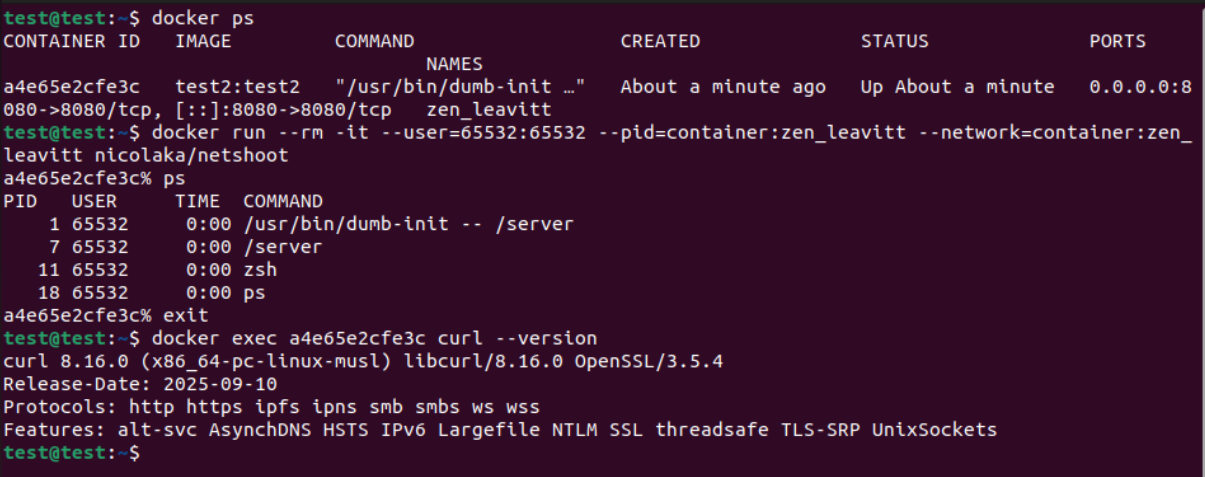 test@test:~$ docker ps
CONTAINER ID   IMAGE         COMMAND                  CREATED              STATUS              PORTS
                                      NAMES
a4e65e2cfe3c   test2:test2   "/usr/bin/dumb-init …"   About a minute ago   Up About a minute   0.0.0.0:8
080->8080/tcp, [::]:8080->8080/tcp   zen_leavitt
test@test:~$ docker run --rm -it --user=65532:65532 --pid=container:zen_leavitt --network=container:zen_
leavitt nicolaka/netshoot
a4e65e2cfe3c% ps
PID   USER     TIME  COMMAND
    1 65532     0:00 /usr/bin/dumb-init -- /server
    7 65532     0:00 /server
   11 65532     0:00 zsh
   18 65532     0:00 ps
a4e65e2cfe3c% exit
test@test:~$ docker exec a4e65e2cfe3c curl --version
curl 8.16.0 (x86_64-pc-linux-musl) libcurl/8.16.0 OpenSSL/3.5.4
Release-Date: 2025-09-10
Protocols: http https ipfs ipns smb smbs ws wss
Features: alt-svc AsynchDNS HSTS IPv6 Largefile NTLM SSL threadsafe TLS-SRP UnixSockets
test@test:~$